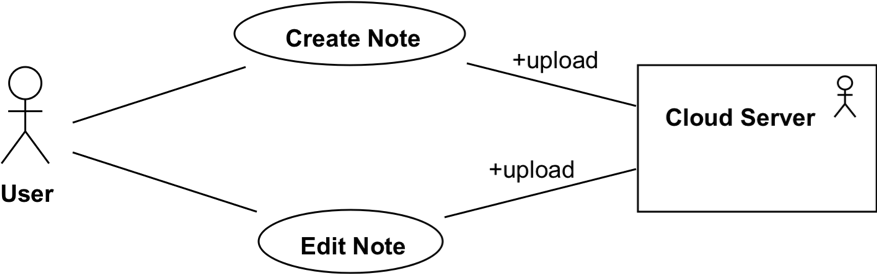 Create Note
+upload
Cloud Server
+upload
User
Edit Note